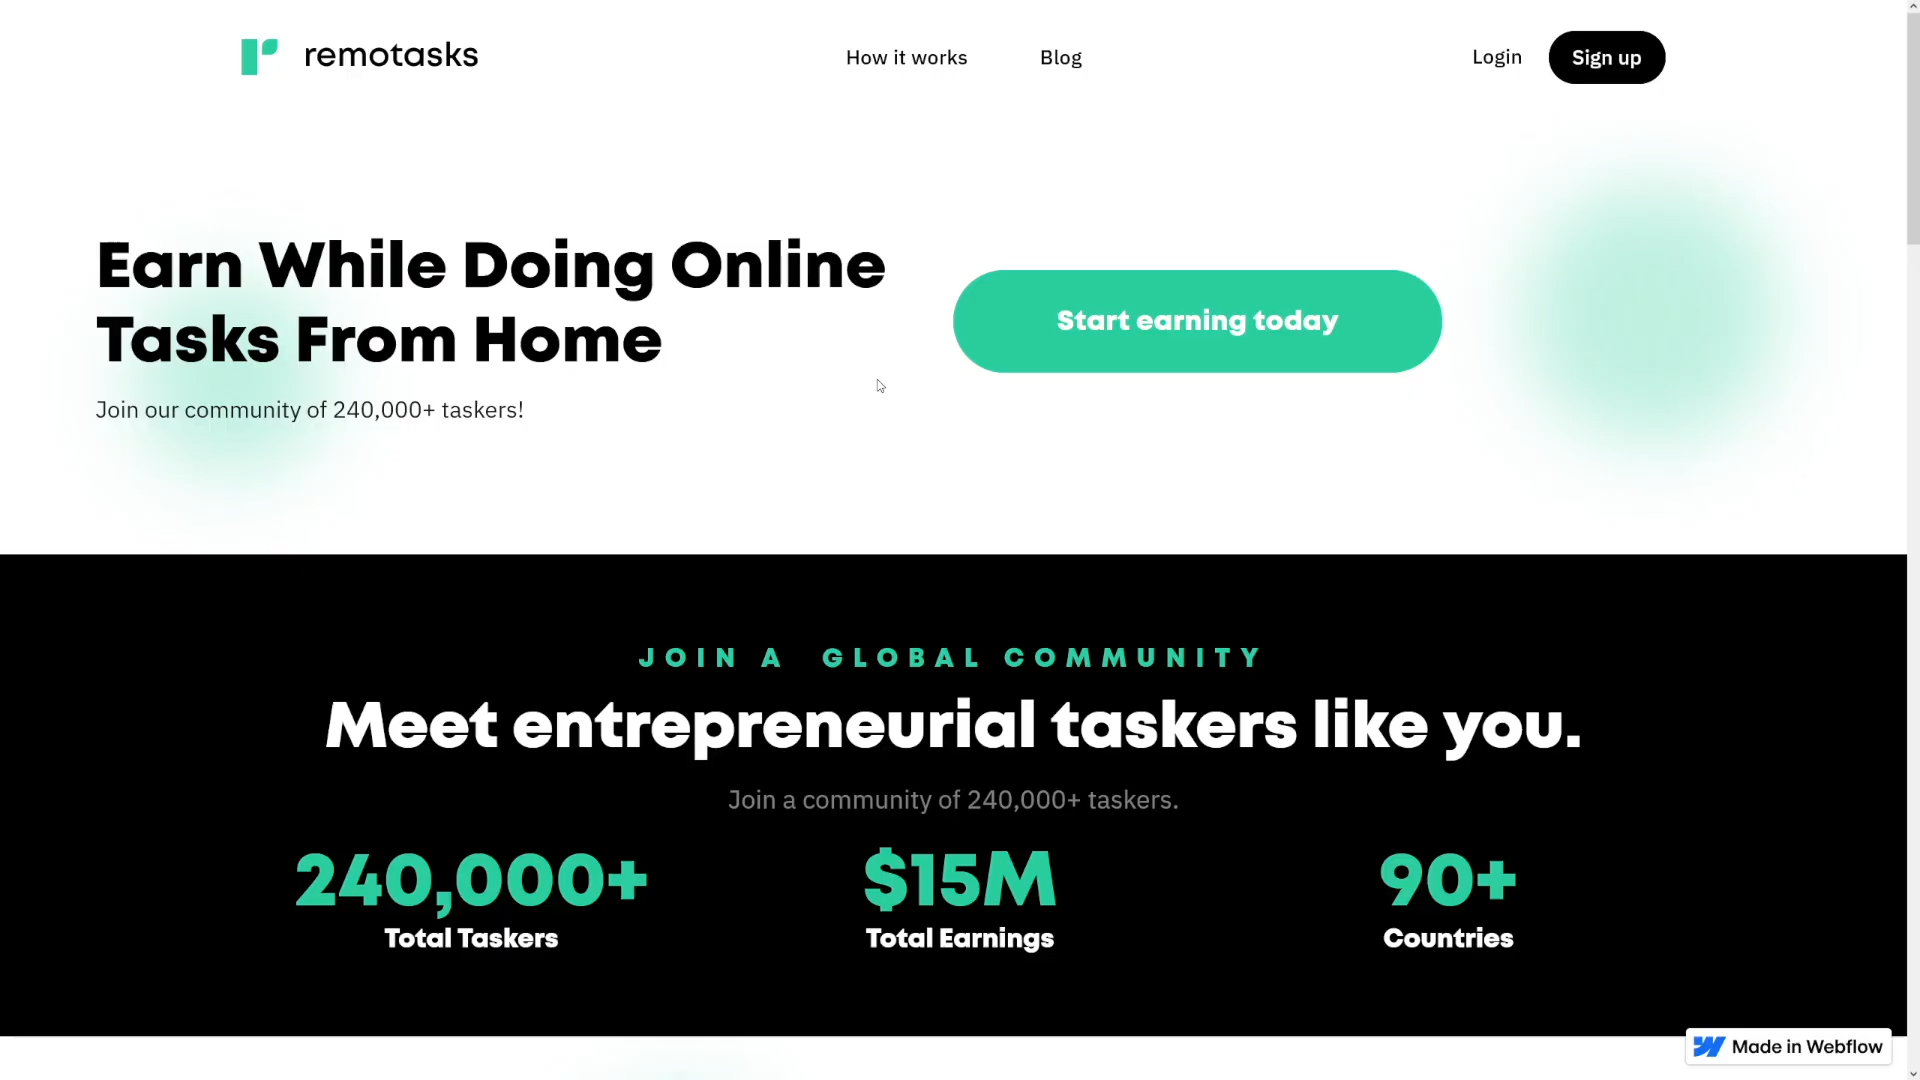 remotasks
How it works
Blog
Login
Sign up
Earn While Doing Online
Tasks From Home
Join our community of 240,000+ taskers!
Start earning today
JOIN A GLOBAL COMMUNITY
Meet entrepreneurial taskers like you.
Join a community of 240,000+ taskers.
240,000+
Total Taskers
$15M
Total Earnings
90+
Countries
Made in Webflow